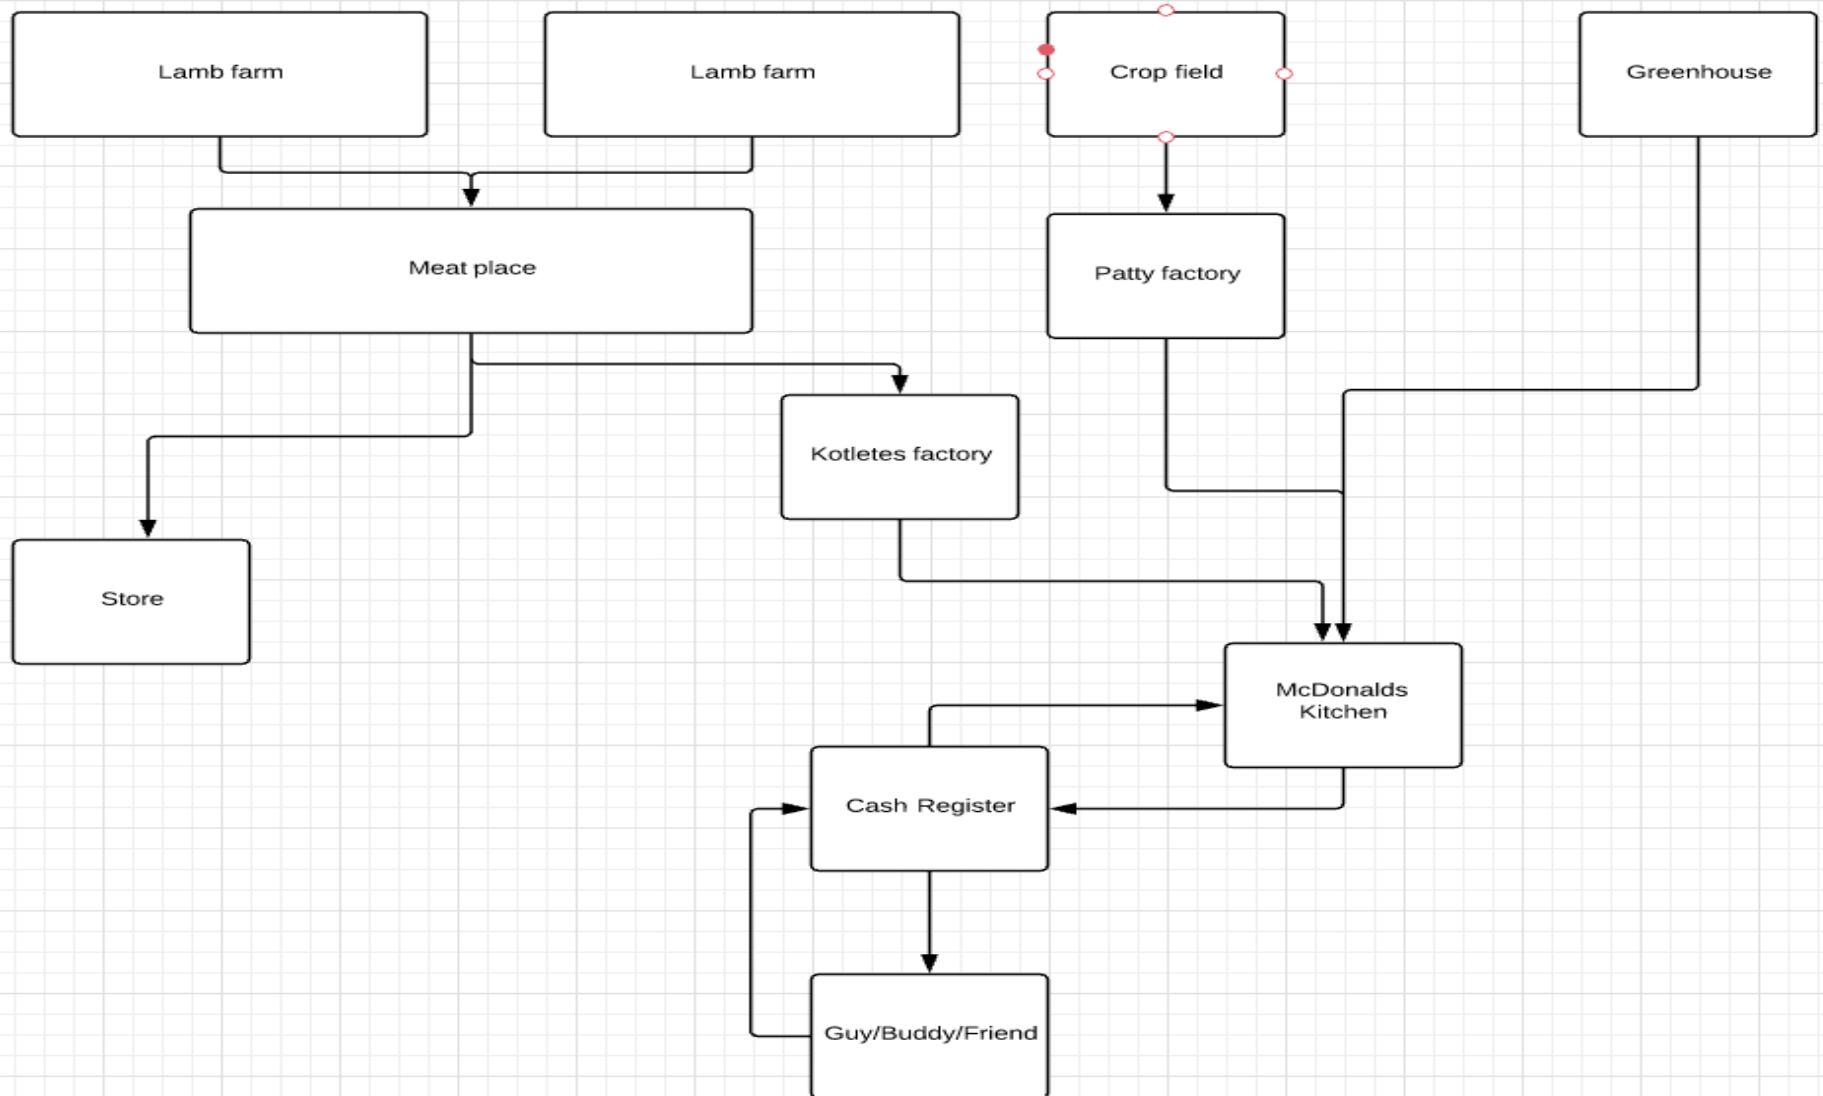 Lamb farm
Lamb farm
Crop field
Greenhouse
Meat place
Patty factory
Kotletes factory
Store
McDonalds
Kitchen
Cash Register
Guy/Buddy/Friend